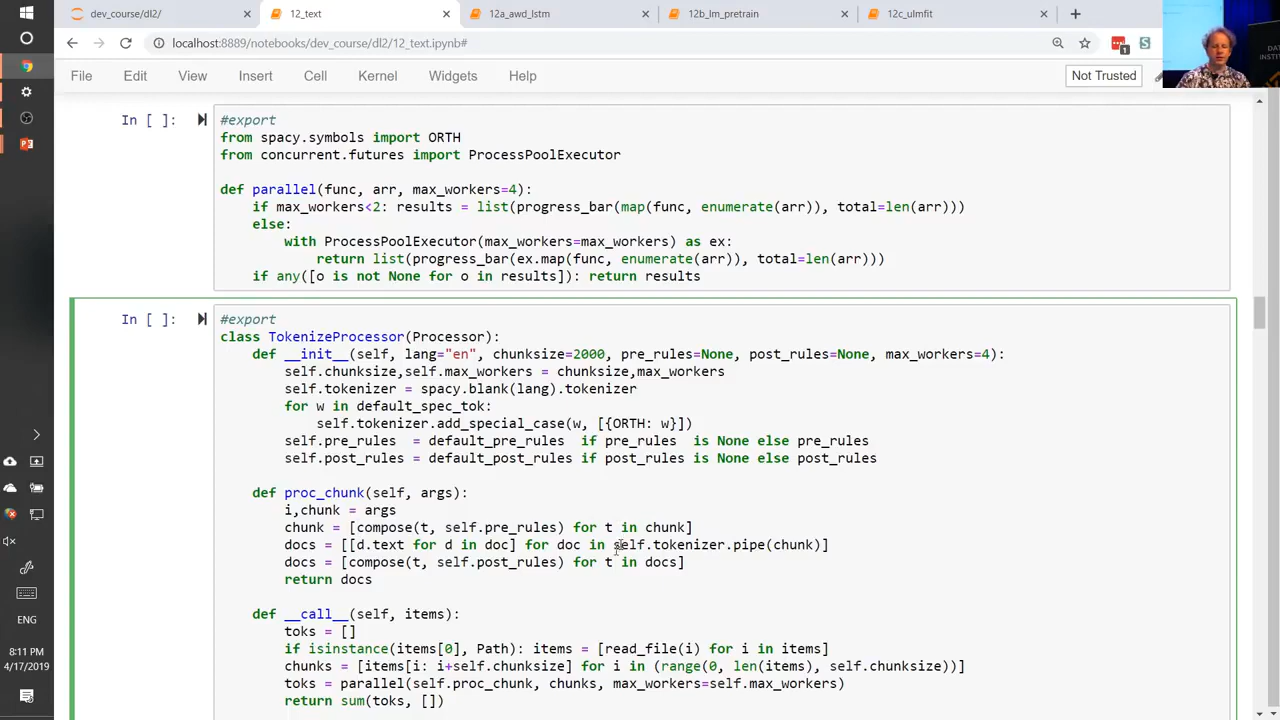 dev_course/dl2/
12_text
12a_awd_lstm
12b_lm_pretrain
12c_ulmfit
localhost:8889/notebooks/dev_course/dl2/12_text.ipynb#
1
S
File Edit View Insert Cell Kernel Widgets Help
Not Trusted
DA
INSTIT
In [ ]:
#export
from spacy.symbols import ORTH
from concurrent.futures import ProcessPoolExecutor
def parallel(func, arr, max_workers=4):
    if max_workers<2: results = list(progress_bar(map(func, enumerate(arr)), total=len(arr)))
    else:
        with ProcessPoolExecutor(max_workers=max_workers) as ex:
            return list(progress_bar(ex.map(func, enumerate(arr)), total=len(arr)))
    if any([o is not None for o in results]): return results
In [ ]:
#export
class TokenizeProcessor(Processor):
    def __init__(self, lang="en", chunksize=2000, pre_rules=None, post_rules=None, max_workers=4):
        self.chunksize,self.max_workers = chunksize,max_workers
        self.tokenizer = spacy.blank(lang).tokenizer
        for w in default_spec_tok:
            self.tokenizer.add_special_case(w, [{ORTH: w}])
        self.pre_rules  = default_pre_rules  if pre_rules  is None else pre_rules
        self.post_rules = default_post_rules if post_rules is None else post_rules
    def proc_chunk(self, args):
        i,chunk = args
        chunk = [compose(t, self.pre_rules) for t in chunk]
        docs = [[d.text for d in doc] for doc in self.tokenizer.pipe(chunk)]
        docs = [compose(t, self.post_rules) for t in docs]
        return docs
    def __call__(self, items):
        toks = []
        if isinstance(items[0], Path): items = [read_file(i) for i in items]
        chunks = [items[i: i+self.chunksize] for i in (range(0, len(items), self.chunksize))]
        toks = parallel(self.proc_chunk, chunks, max_workers=self.max_workers)
        return sum(toks, [])
ENG
8:11 PM
4/17/2019